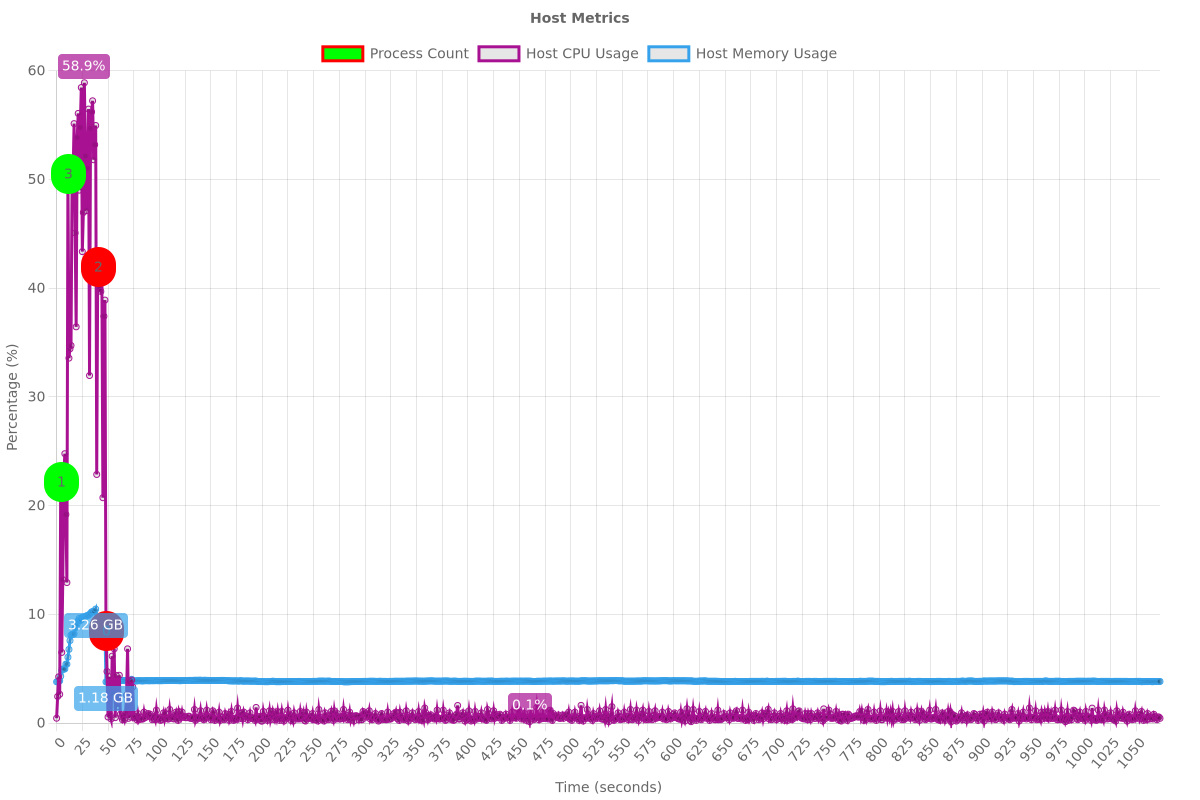 Host Metrics
Process Count Host CPU Usage Host Memory Usage
58.9%
60
3
50
2
40
Percentage (%)
30
1
20
10
3.26 GB
1.18 GB
0.1%
0
0 25 50 75 100 125 150 175 200 225 250 275 300 325 350 375 400 425 450 475 500 525 550 575 600 625 650 675 700 725 750 775 800 825 850 875 900 925 950 975 1000 1025 1050
Time (seconds)